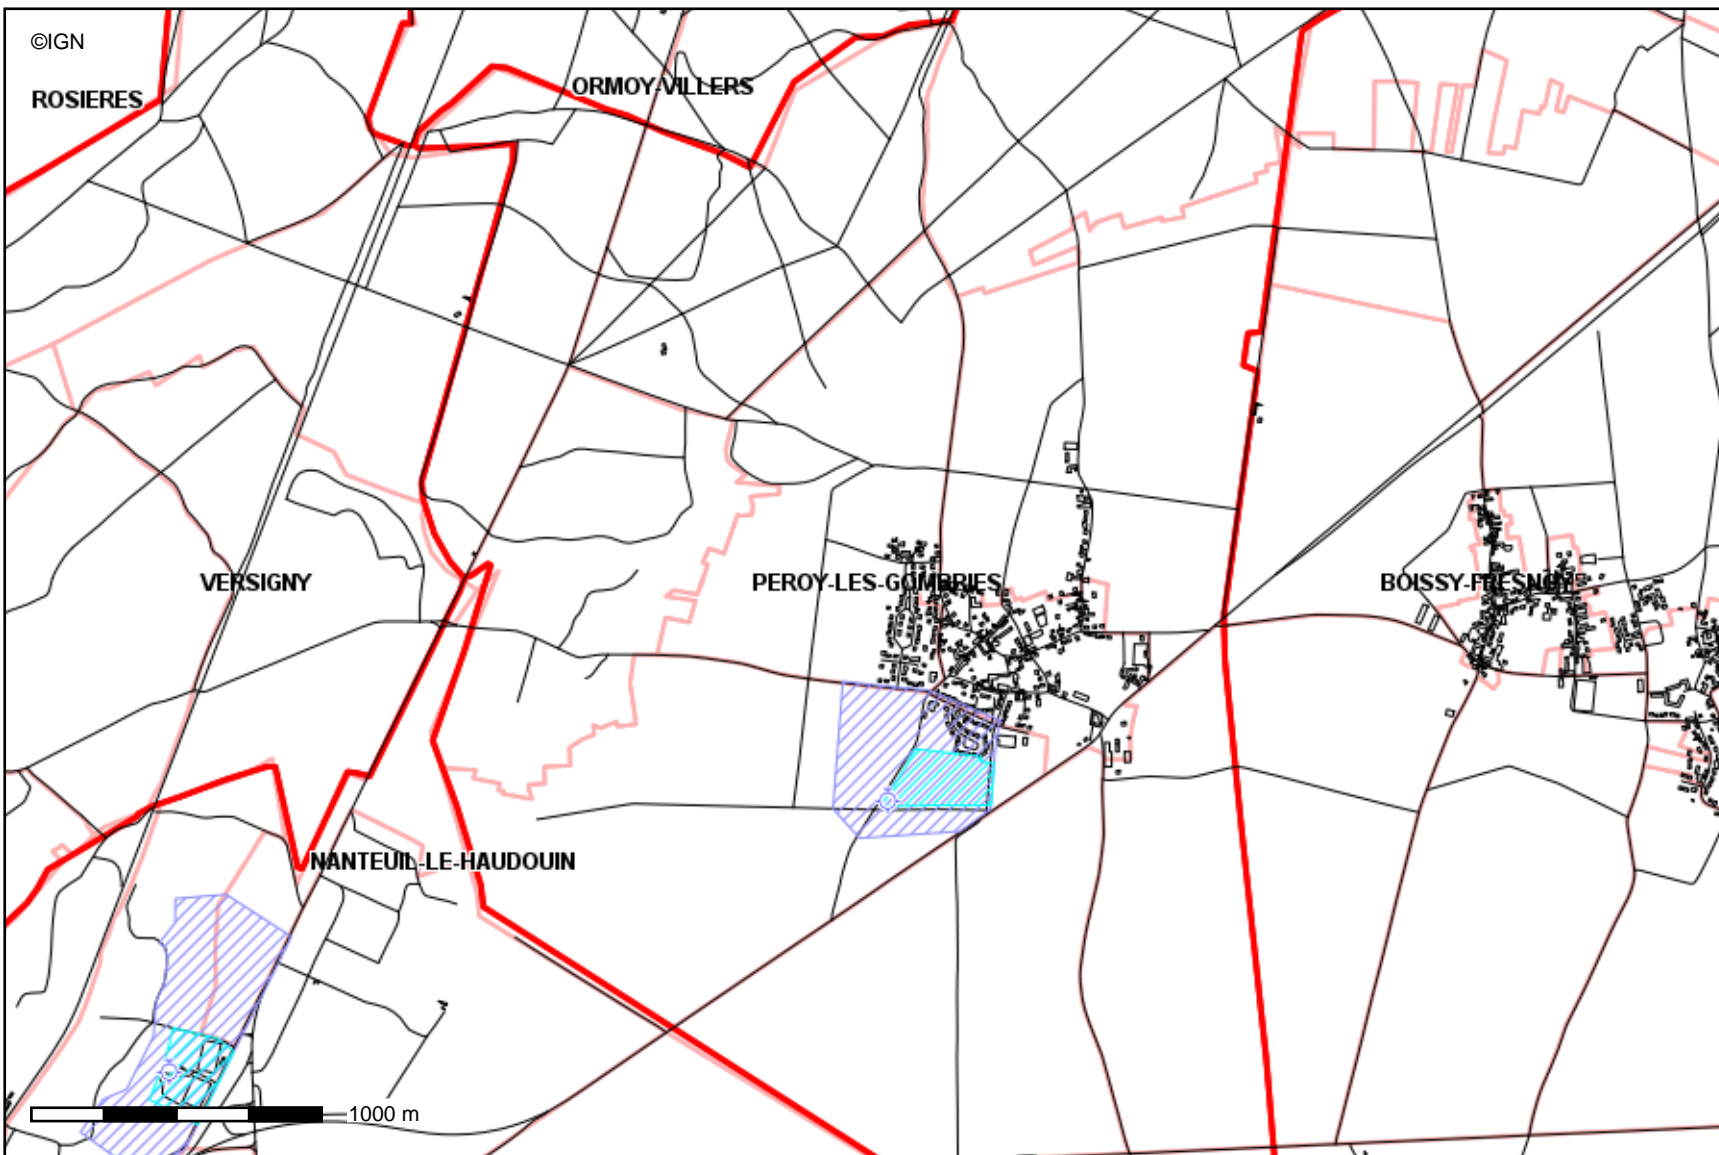 ©IGN
ROSIERES
ORMOY-VILLERS
VERSIGNY
PEROY-LES-GOMBRIES
BOISSY-FRESNOY
NANTEUIL-LE-HAUDOUIN
1000 m